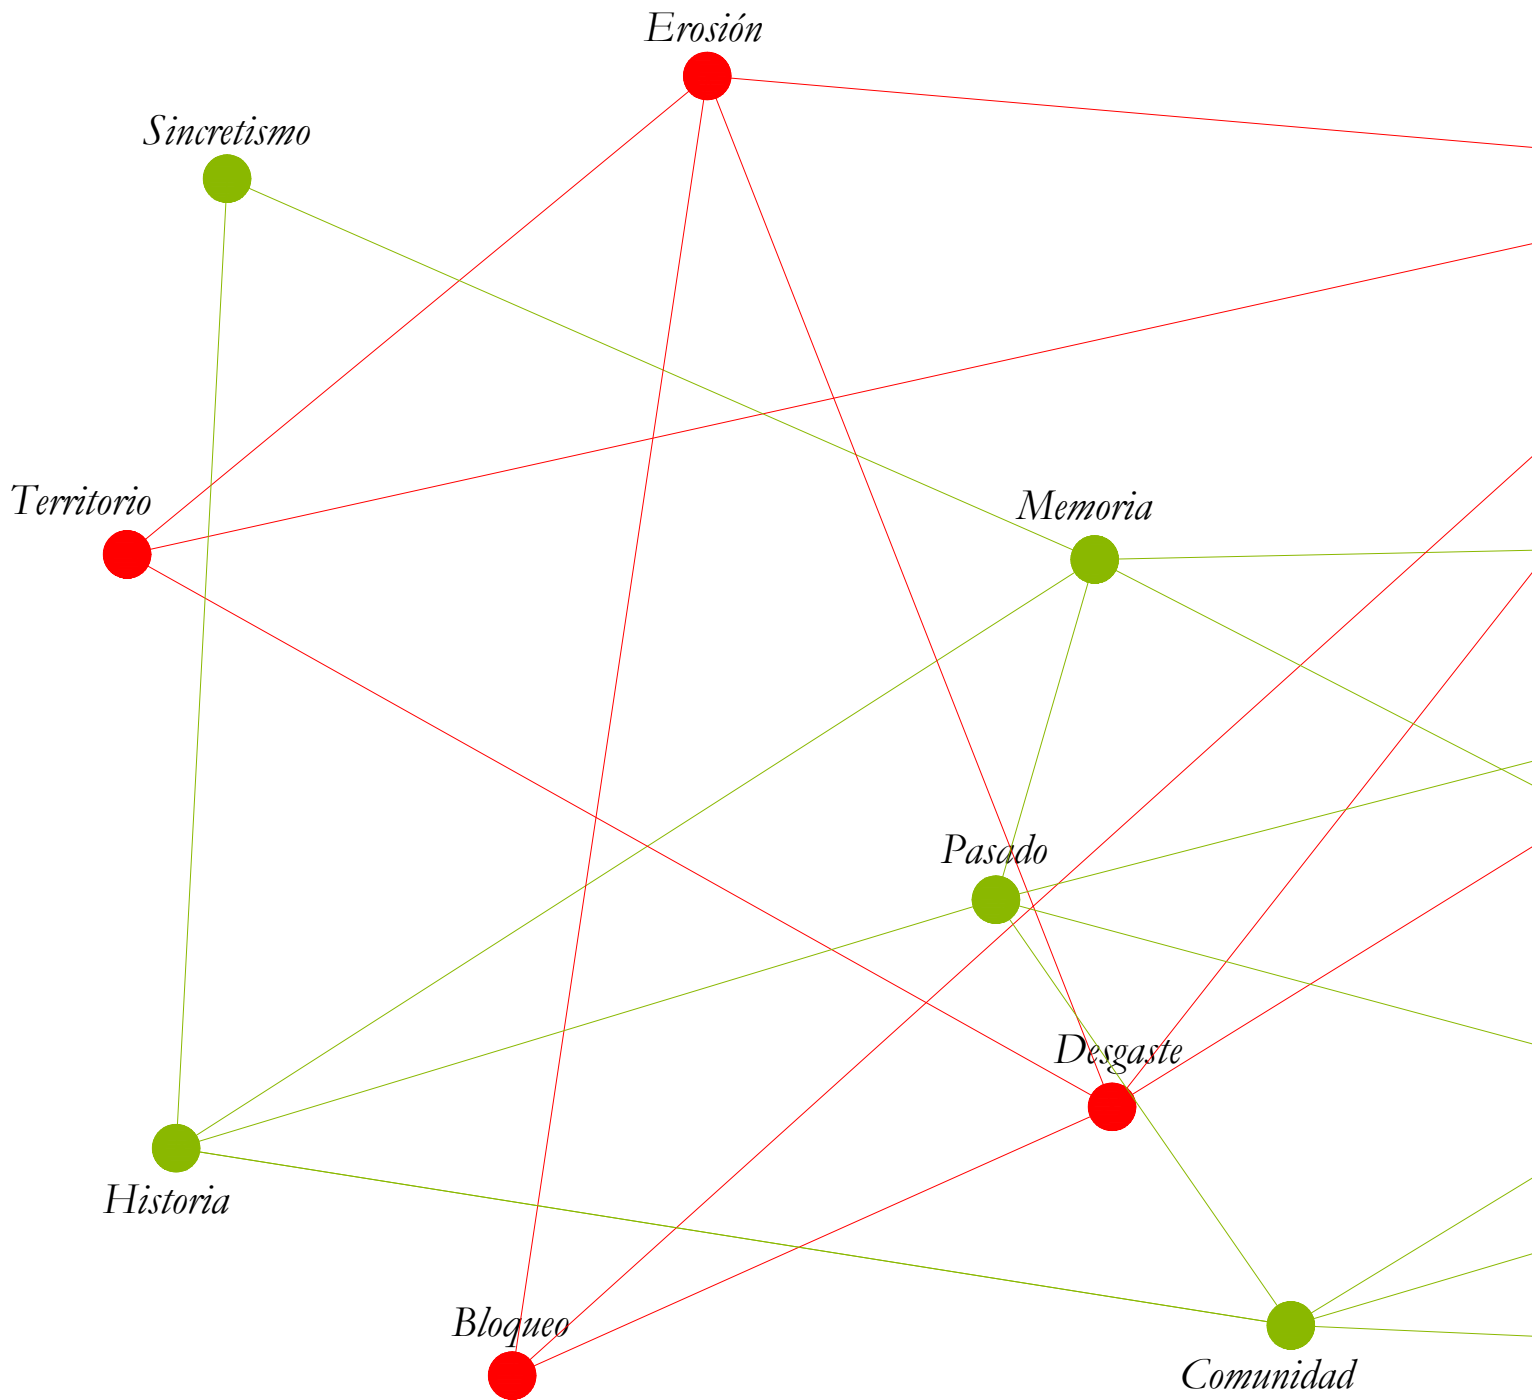 Erosión
Sincretismo
Territorio
Memoria
Pasado
Desgaste
Historia
Bloqueo
Comunidad